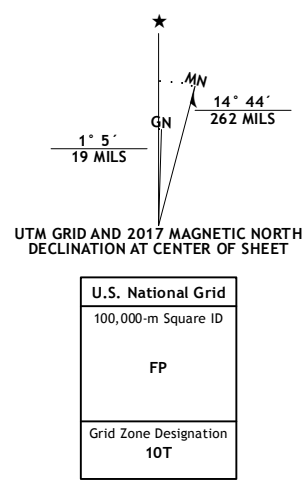 ★
MN
GN
14° 44´
262 MILS
1° 5´
19 MILS
UTM GRID AND 2017 MAGNETIC NORTH
DECLINATION AT CENTER OF SHEET
U.S. National Grid
100,000-m Square ID
FP
Grid Zone Designation
10T